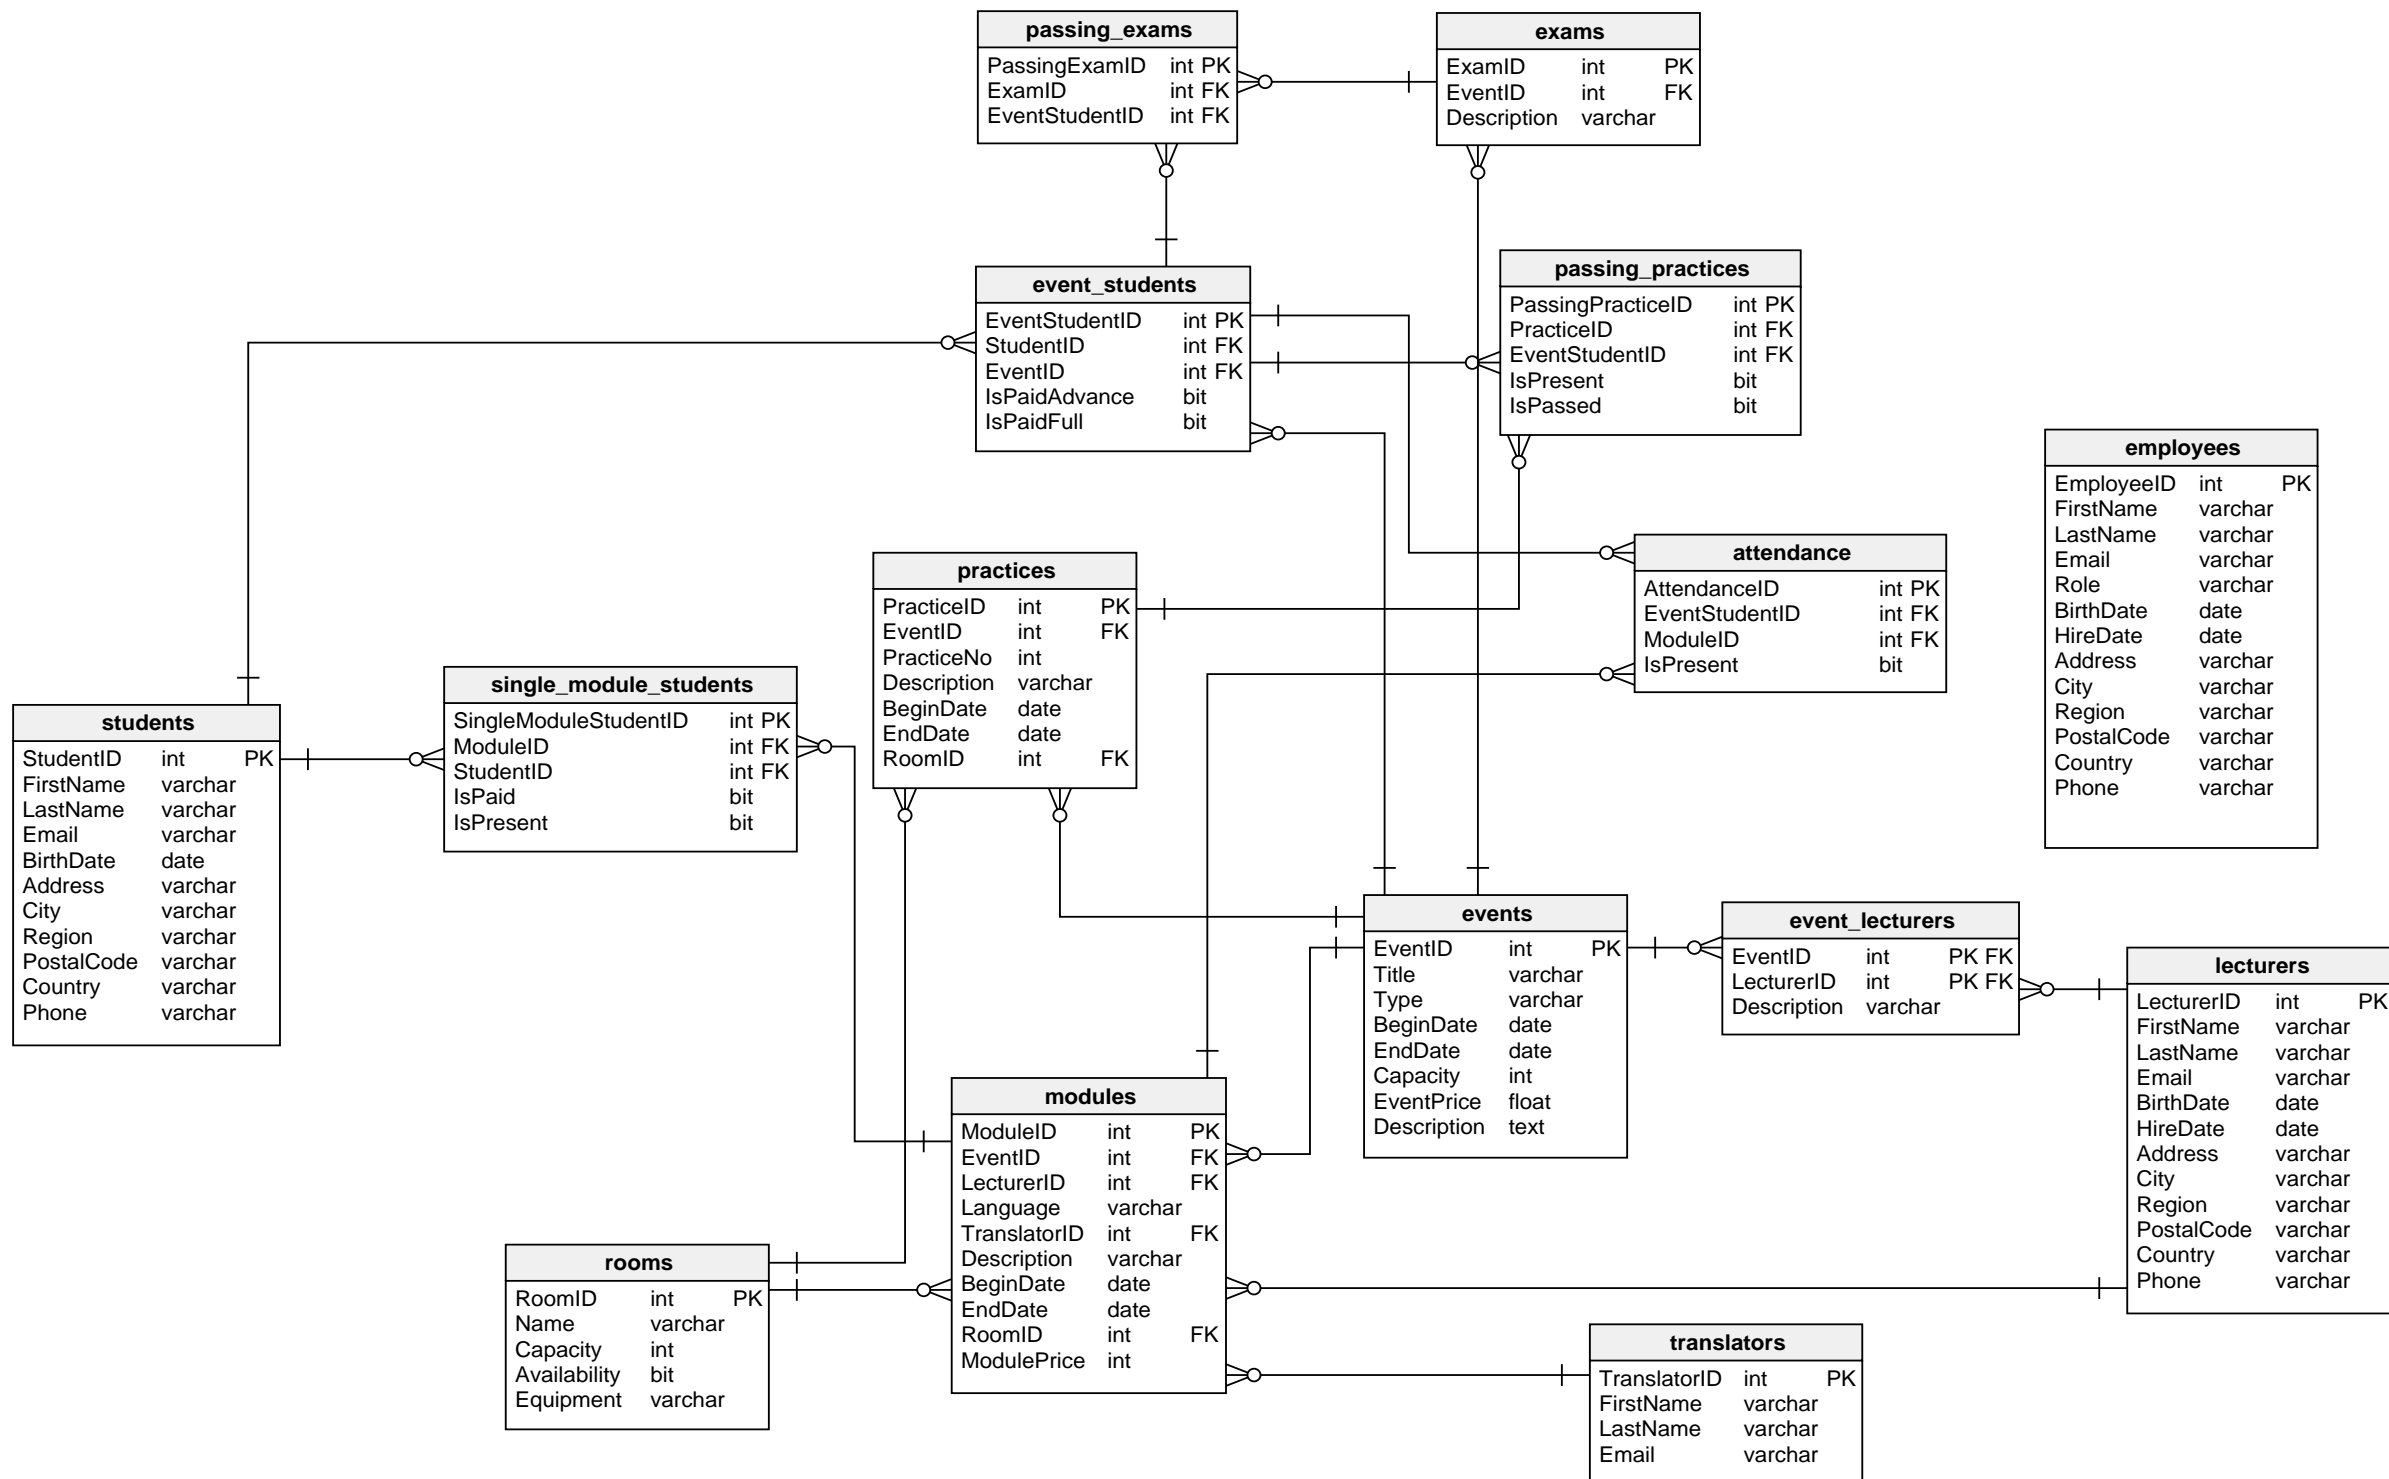 passing_exams
PassingExamID int PK
ExamID int FK
EventStudentID int FK
exams
ExamID int PK
EventID int FK
Description varchar
event_students
EventStudentID int PK
StudentID int FK
EventID int FK
IsPaidAdvance bit
IsPaidFull bit
passing_practices
PassingPracticeID int PK
PracticeID int FK
EventStudentID int FK
IsPresent bit
IsPassed bit
employees
EmployeeID int PK
FirstName varchar
LastName varchar
Email varchar
Role varchar
BirthDate date
HireDate date
Address varchar
City varchar
Region varchar
PostalCode varchar
Country varchar
Phone varchar
practices
PracticeID int PK
EventID int FK
PracticeNo int
Description varchar
BeginDate date
EndDate date
RoomID int FK
attendance
AttendanceID int PK
EventStudentID int FK
ModuleID int FK
IsPresent bit
single_module_students
SingleModuleStudentID int PK
ModuleID int FK
StudentID int FK
IsPaid bit
IsPresent bit
students
StudentID int PK
FirstName varchar
LastName varchar
Email varchar
BirthDate date
Address varchar
City varchar
Region varchar
PostalCode varchar
Country varchar
Phone varchar
events
EventID int PK
Title varchar
Type varchar
BeginDate date
EndDate date
Capacity int
EventPrice float
Description text
event_lecturers
EventID int PK FK
LecturerID int PK FK
Description varchar
lecturers
LecturerID int PK
FirstName varchar
LastName varchar
Email varchar
BirthDate date
HireDate date
Address varchar
City varchar
Region varchar
PostalCode varchar
Country varchar
Phone varchar
modules
ModuleID int PK
EventID int FK
LecturerID int FK
Language varchar
TranslatorID int FK
Description varchar
BeginDate date
EndDate date
RoomID int FK
ModulePrice int
rooms
RoomID int PK
Name varchar
Capacity int
Availability bit
Equipment varchar
translators
TranslatorID int PK
FirstName varchar
LastName varchar
Email varchar